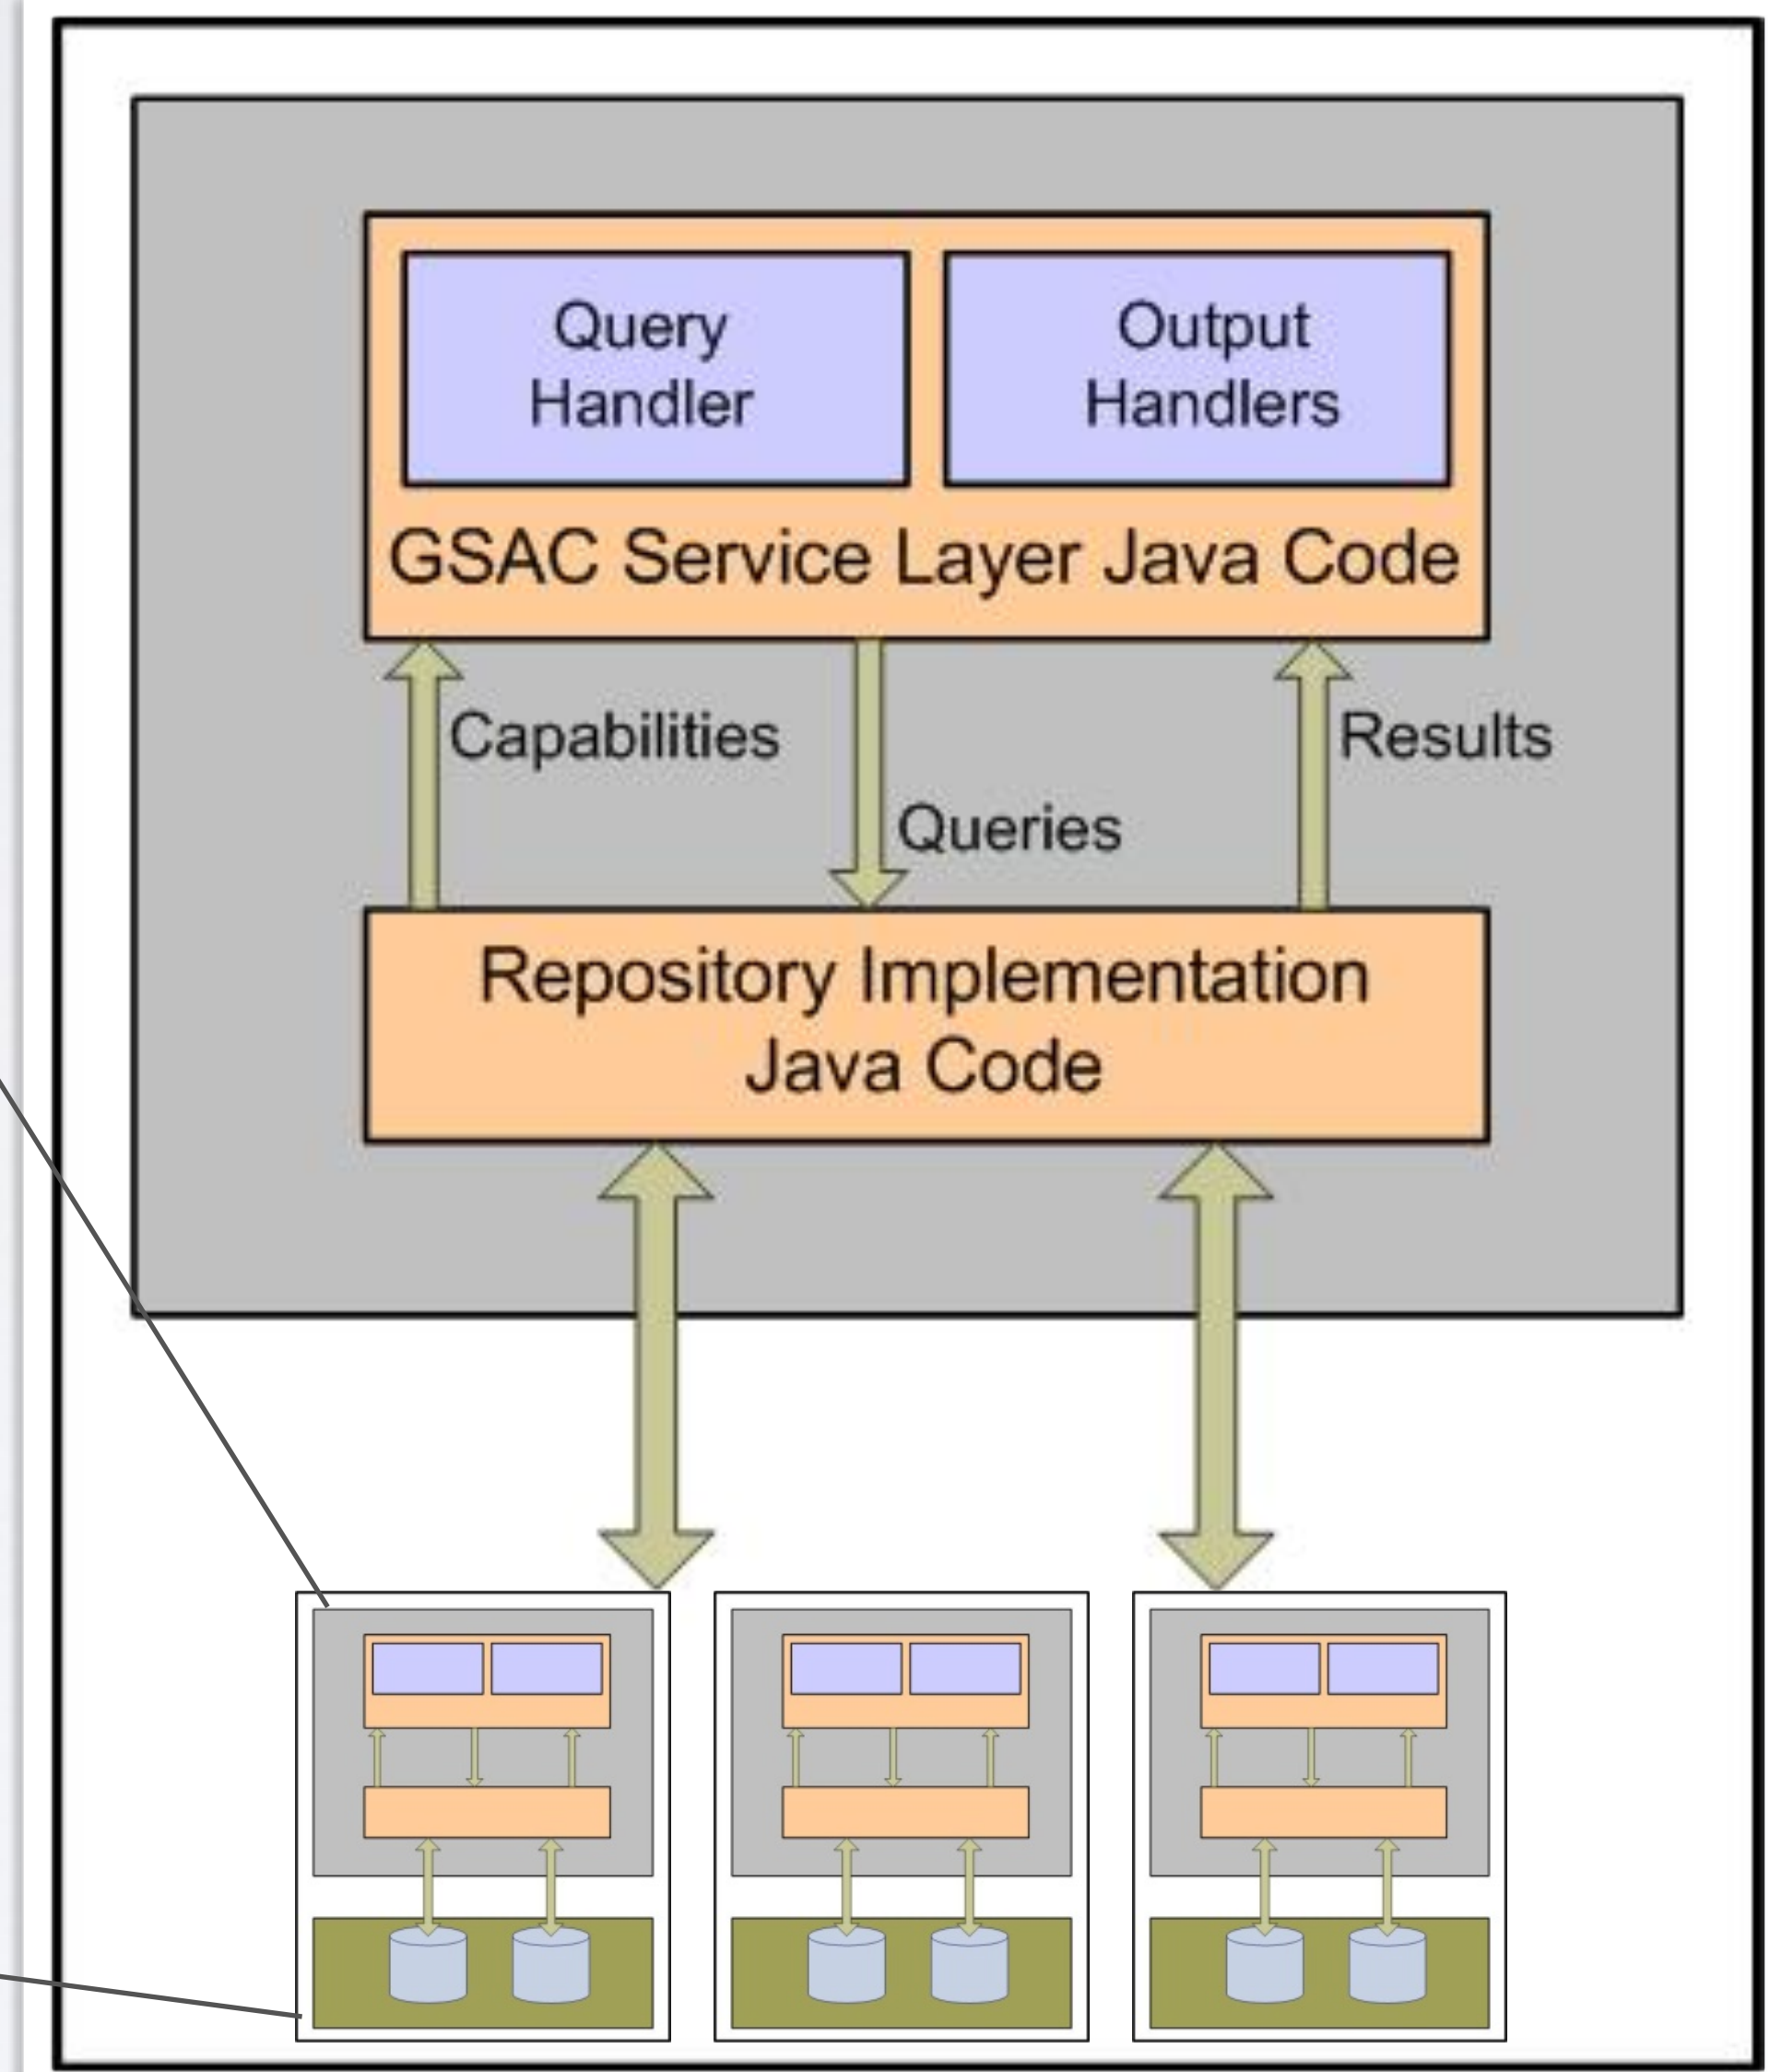 Query
Handler
Output
Handlers
GSAC Service Layer Java Code
Capabilities
Results
Queries
Repository Implementation
Java Code